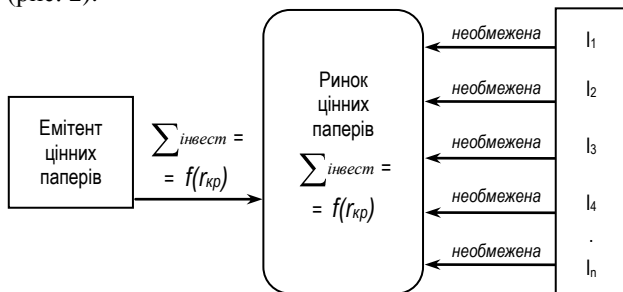 (рис. 2).
Емітент
цінних
паперів
∑інвест =
= f(rкр)
Ринок
цінних
паперів
∑інвест =
= f(rкр)
необмежена
необмежена
необмежена
необмежена
необмежена
I1
I2
I3
I4
.
In